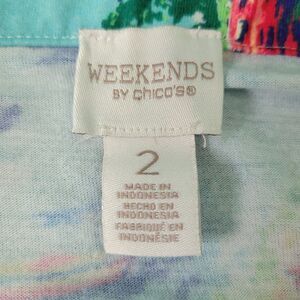 WEEKENDS
BY chico's®
2
MADE IN
INDONESIA
HECHO EN
INDONESIA
FABRIQUÉ EN
INDONÉSIE